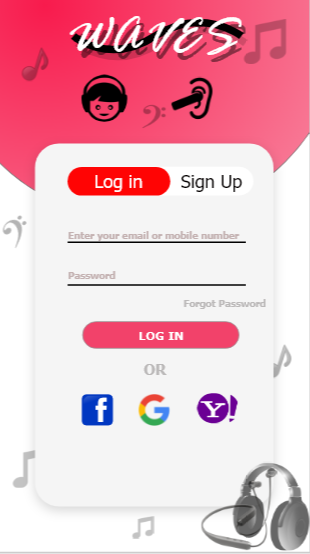 WAVES
Log in
Sign Up
Enter your email or mobile number
Password
Forgot Password
LOG IN
OR
f
G
Y!